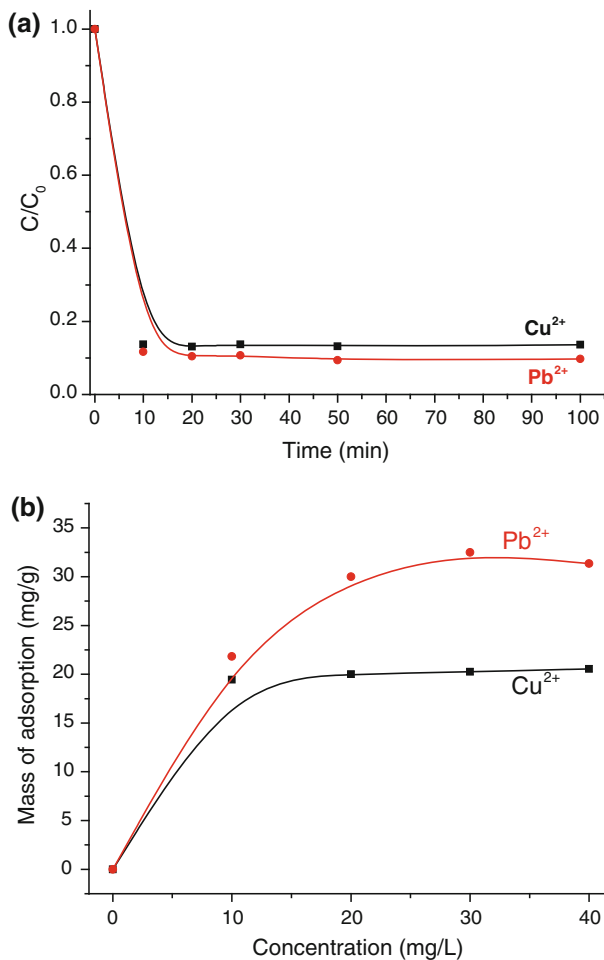 (a)
1.0
0.8
0.6
0.4
0.2
0.0
C/C₀
Cu²⁺
Pb²⁺
0 10 20 30 40 50 60 70 80 90 100
Time (min)
(b)
35
30
25
20
15
10
5
0
Mass of adsorption (mg/g)
Pb²⁺
Cu²⁺
0 10 20 30 40
Concentration (mg/L)